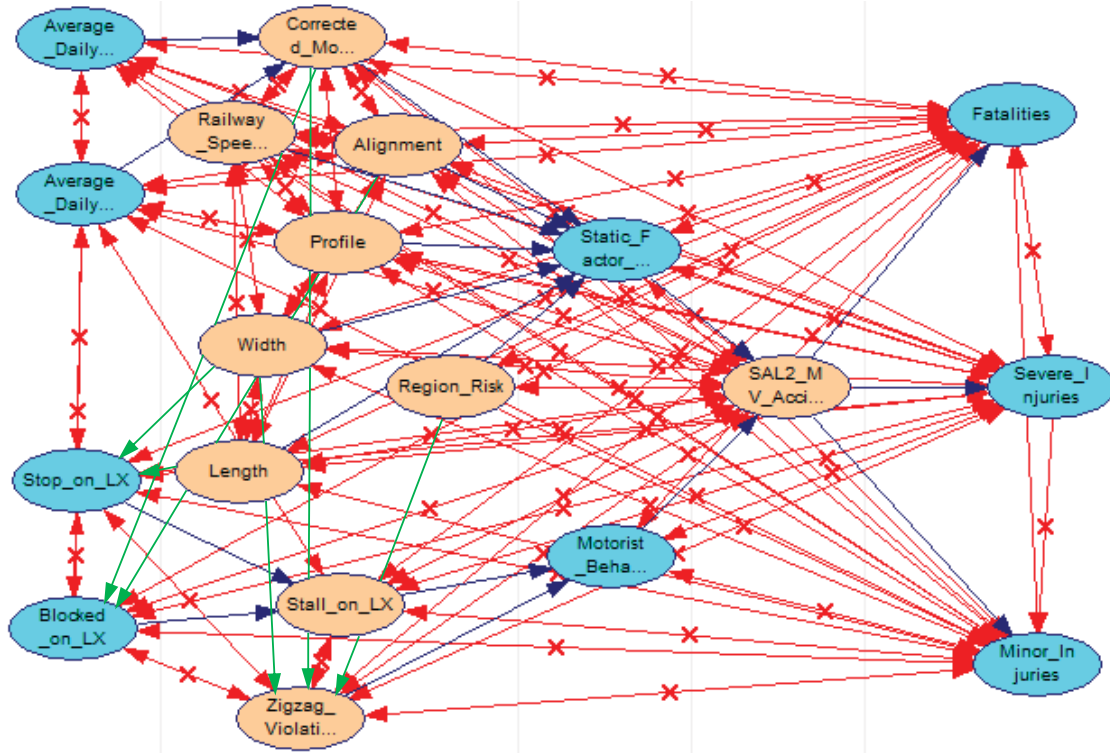 Average
_Daily...
Correcte
d_Mo...
Railway
_Spee...
Alignment
Fatalities
Average
_Daily...
Profile
Static_F
actor_...
Width
Region_Risk
SAL2_M
V_Acci...
Severe_I
njuries
Stop_on_LX
Length
Motorist
_Beha...
Blocked
_on_LX
Stall_on_LX
Minor_In
juries
Zigzag_
Violati...